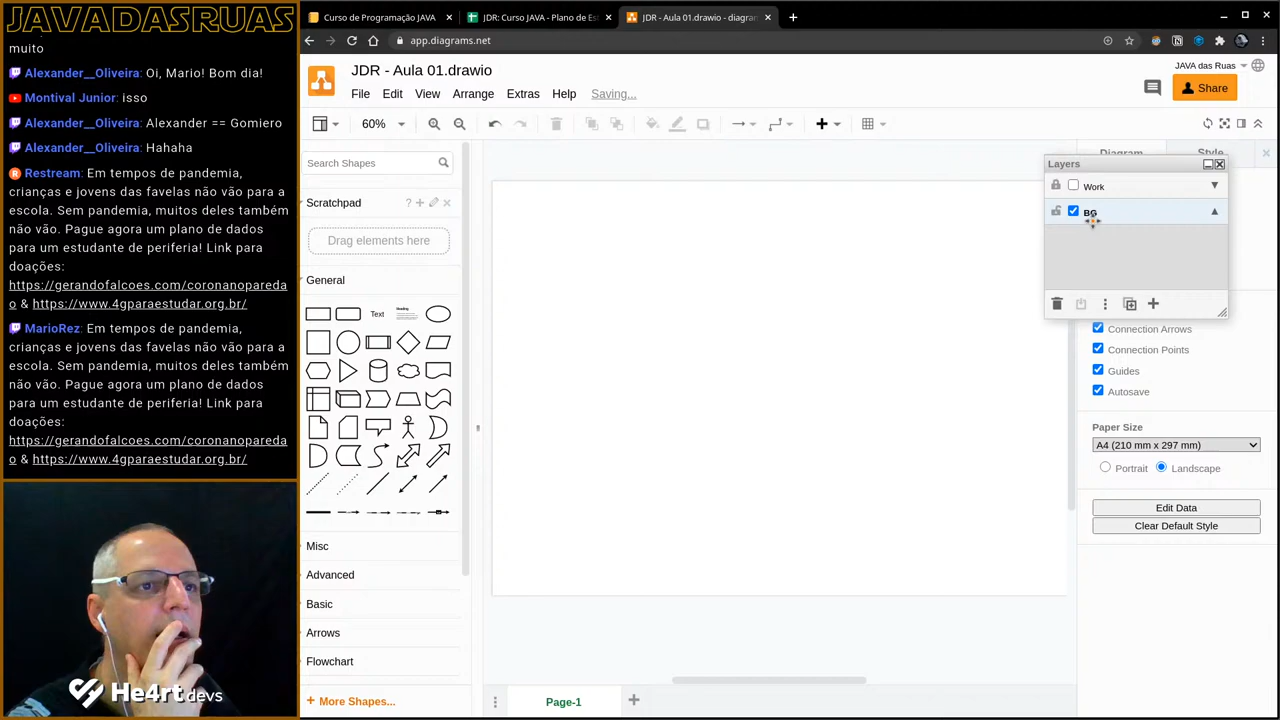 JAVADASRUAS
muito
Alexander__Oliveira: Oi, Mario! Bom dia!
Montival Junior: isso
Alexander__Oliveira: Alexander == Gomiero
Alexander__Oliveira: Hahaha
Restream: Em tempos de pandemia,
crianças e jovens das favelas não vão para a
escola. Sem pandemia, muitos deles também
não vão. Pague agora um plano de dados
para um estudante de periferia! Link para
doações:
https://gerandofalcoes.com/coronanopareda
o & https://www.4gparaestudar.org.br/
MarioRez: Em tempos de pandemia,
crianças e jovens das favelas não vão para a
escola. Sem pandemia, muitos deles também
não vão. Pague agora um plano de dados
para um estudante de periferia! Link para
doações:
https://gerandofalcoes.com/coronanopareda
o & https://www.4gparaestudar.org.br/
He4rt devs
Curso de Programação JAVA
JDR: Curso JAVA - Plano de Es
JDR - Aula 01.drawio - diagra
app.diagrams.net
JDR - Aula 01.drawio
JAVA das Ruas
File Edit View Arrange Extras Help Saving...
Share
60%
Search Shapes
Scratchpad
Drag elements here
General
Text
Heading
Misc
Advanced
Basic
Arrows
Flowchart
+ More Shapes...
Page-1
Diagram Style
Layers
Work
BG
Connection Arrows
Connection Points
Guides
Autosave
Paper Size
A4 (210 mm x 297 mm)
Portrait Landscape
Edit Data
Clear Default Style